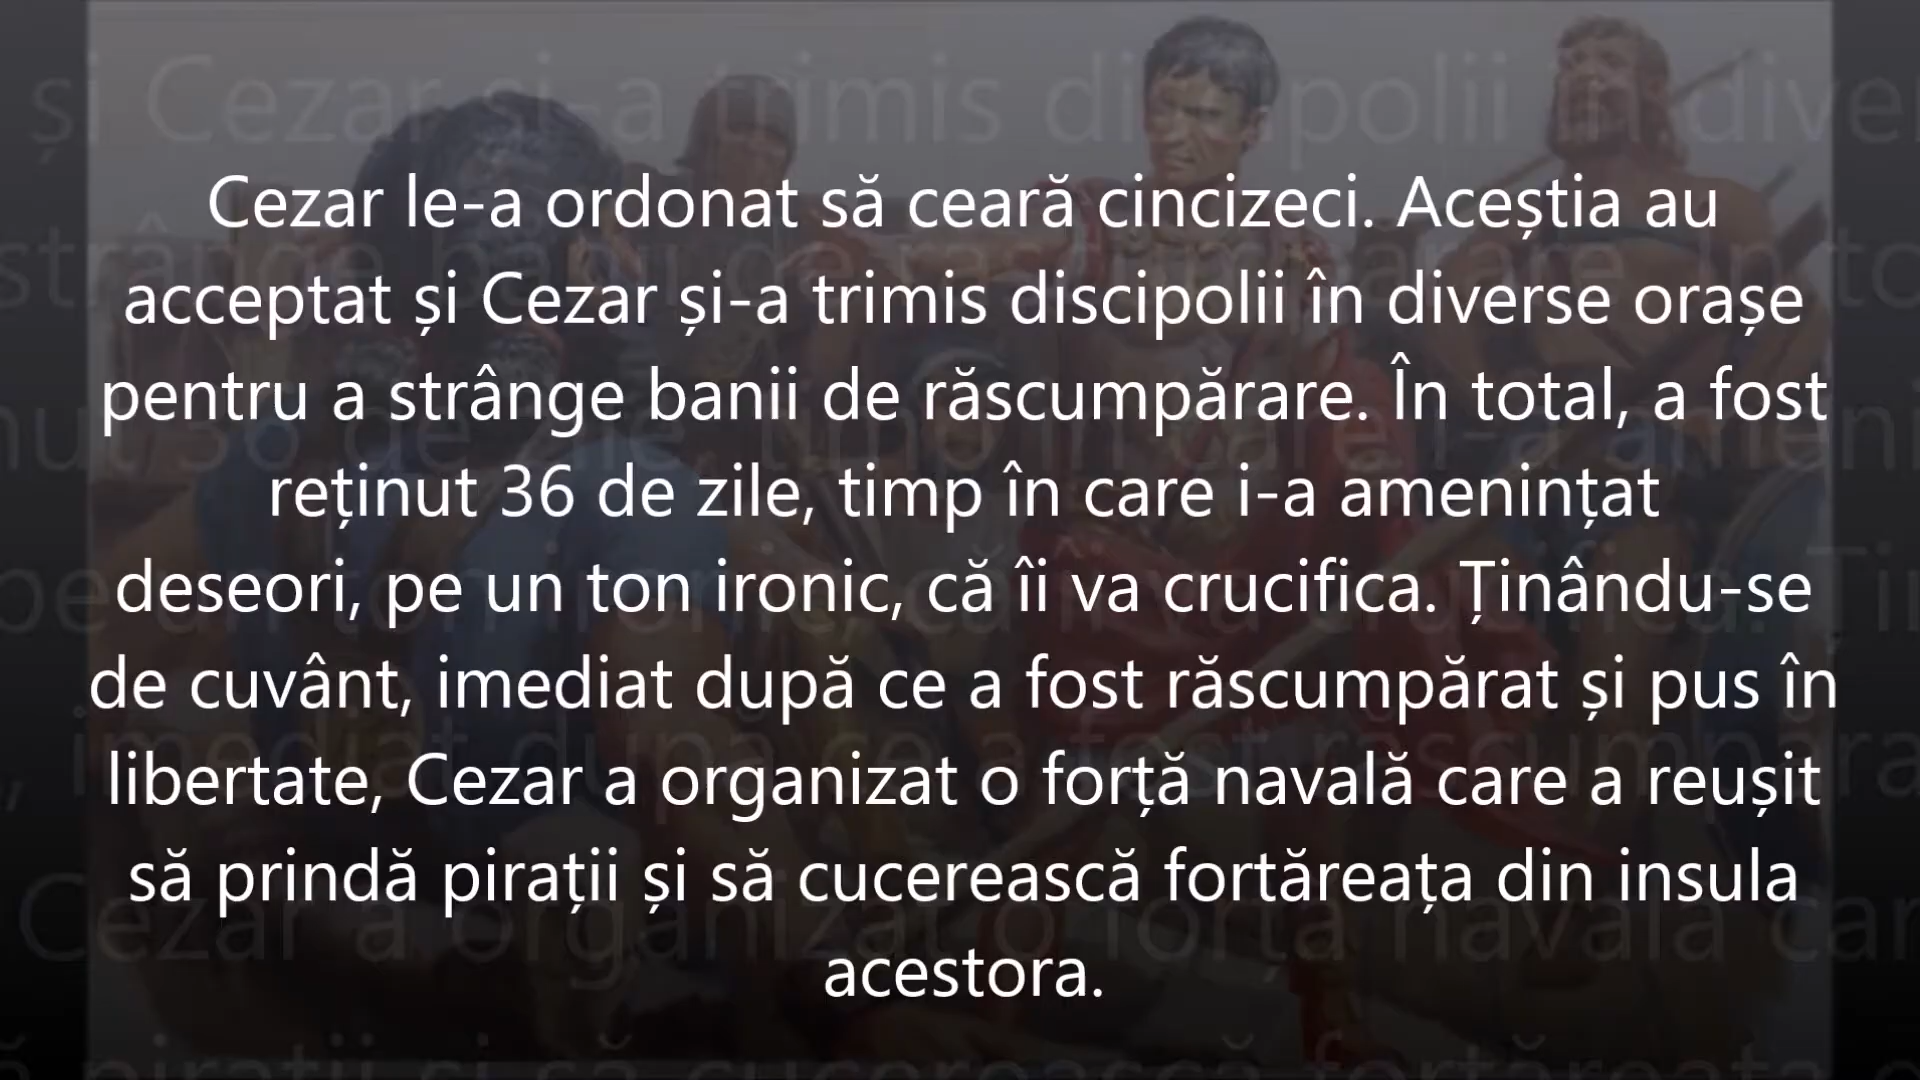 Cezar le-a ordonat să ceară cincizeci. Aceștia au
acceptat și Cezar și-a trimis discipolii în diverse orașe
pentru a strânge banii de răscumpărare. În total, a fost
reținut 36 de zile, timp în care i-a amenințat
deseori, pe un ton ironic, că îi va crucifica. Ținându-se
de cuvânt, imediat după ce a fost răscumpărat și pus în
libertate, Cezar a organizat o forță navală care a reușit
să prindă pirații și să cucerească fortăreața din insula
acestora.